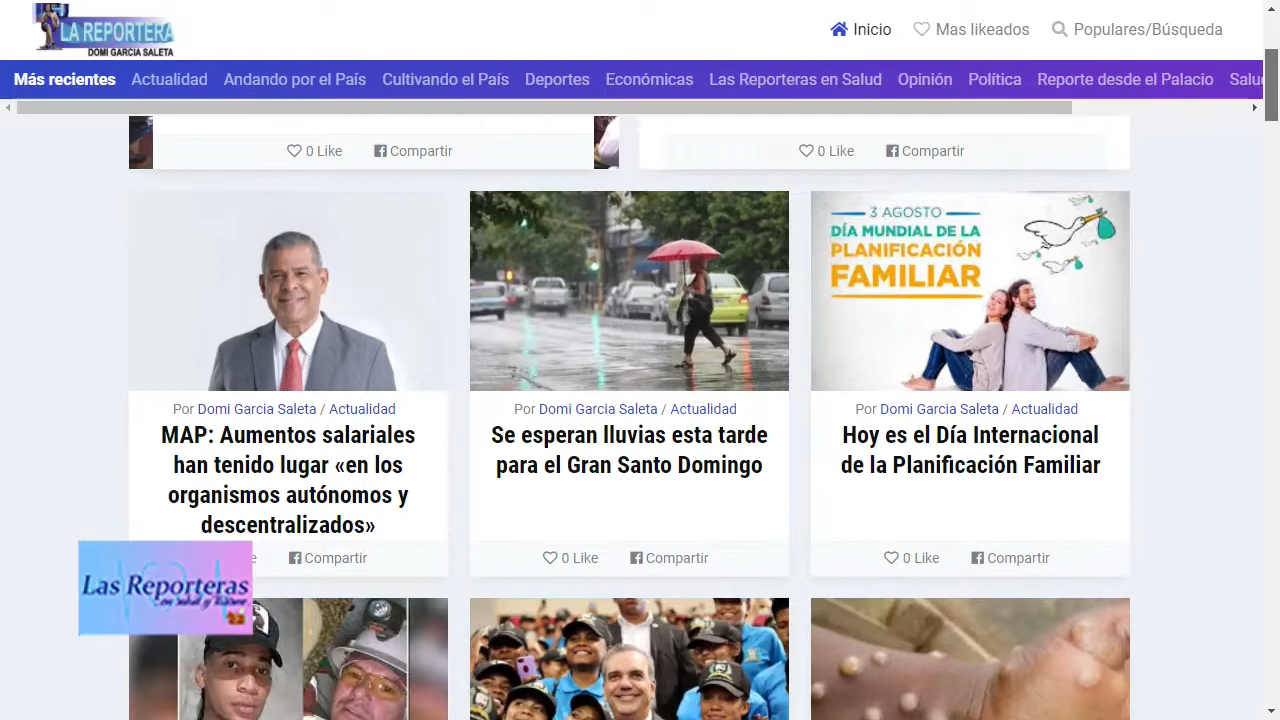 LA REPORTERA
DOMI GARCIA SALETA
Inicio
Mas likeados
Populares/Búsqueda
Más recientes
Actualidad
Andando por el País
Cultivando el País
Deportes
Económicas
Las Reporteras en Salud
Opinión
Política
Reporte desde el Palacio
0 Like
Compartir
0 Like
Compartir
3 AGOSTO
DÍA MUNDIAL DE LA
PLANIFICACIÓN
FAMILIAR
Por Domi Garcia Saleta / Actualidad
MAP: Aumentos salariales
han tenido lugar «en los
organismos autónomos y
descentralizados»
Compartir
Por Domi Garcia Saleta / Actualidad
Se esperan lluvias esta tarde
para el Gran Santo Domingo
0 Like
Compartir
Por Domi Garcia Saleta / Actualidad
Hoy es el Día Internacional
de la Planificación Familiar
0 Like
Compartir
Las Reporteras